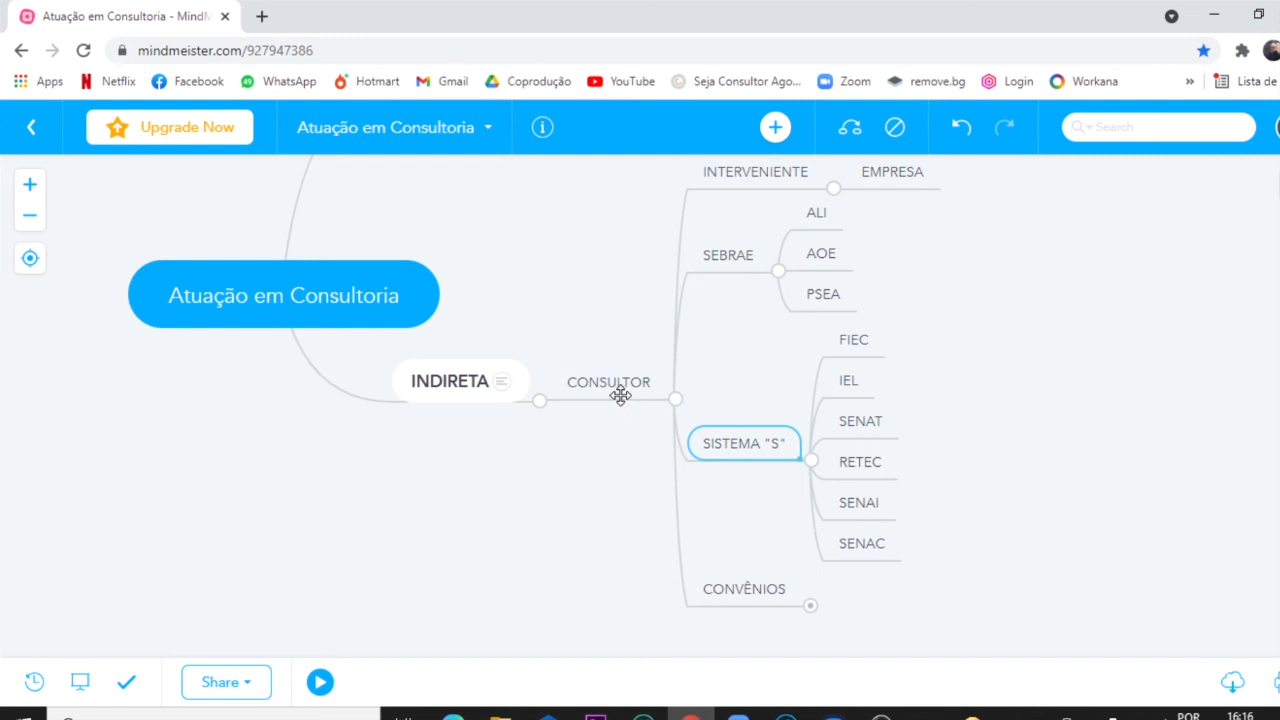 Atuação em Consultoria - MindM
mindmeister.com/927947386
Apps Netflix Facebook WhatsApp Hotmart Gmail Coprodução YouTube Seja Consultor Ago... Zoom remove.bg Login Workana » Lista de
Upgrade Now Atuação em Consultoria Search
INTERVENIENTE EMPRESA
ALI
SEBRAE AOE
PSEA
Atuação em Consultoria
FIEC
INDIRETA CONSULTOR IEL
SENAT
SISTEMA "S" RETEC
SENAI
SENAC
CONVÊNIOS
Share
POR 16:16